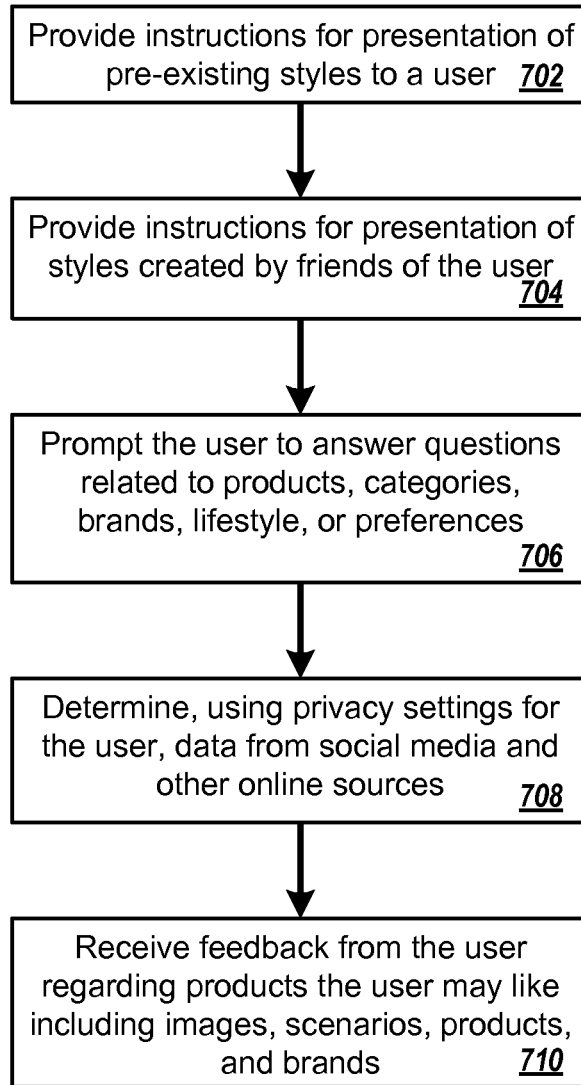 Provide instructions for presentation of
pre-existing styles to a user 702
Provide instructions for presentation of
styles created by friends of the user
704
Prompt the user to answer questions
related to products, categories,
brands, lifestyle, or preferences
706
Determine, using privacy settings for
the user, data from social media and
other online sources 708
Receive feedback from the user
regarding products the user may like
including images, scenarios, products,
and brands 710